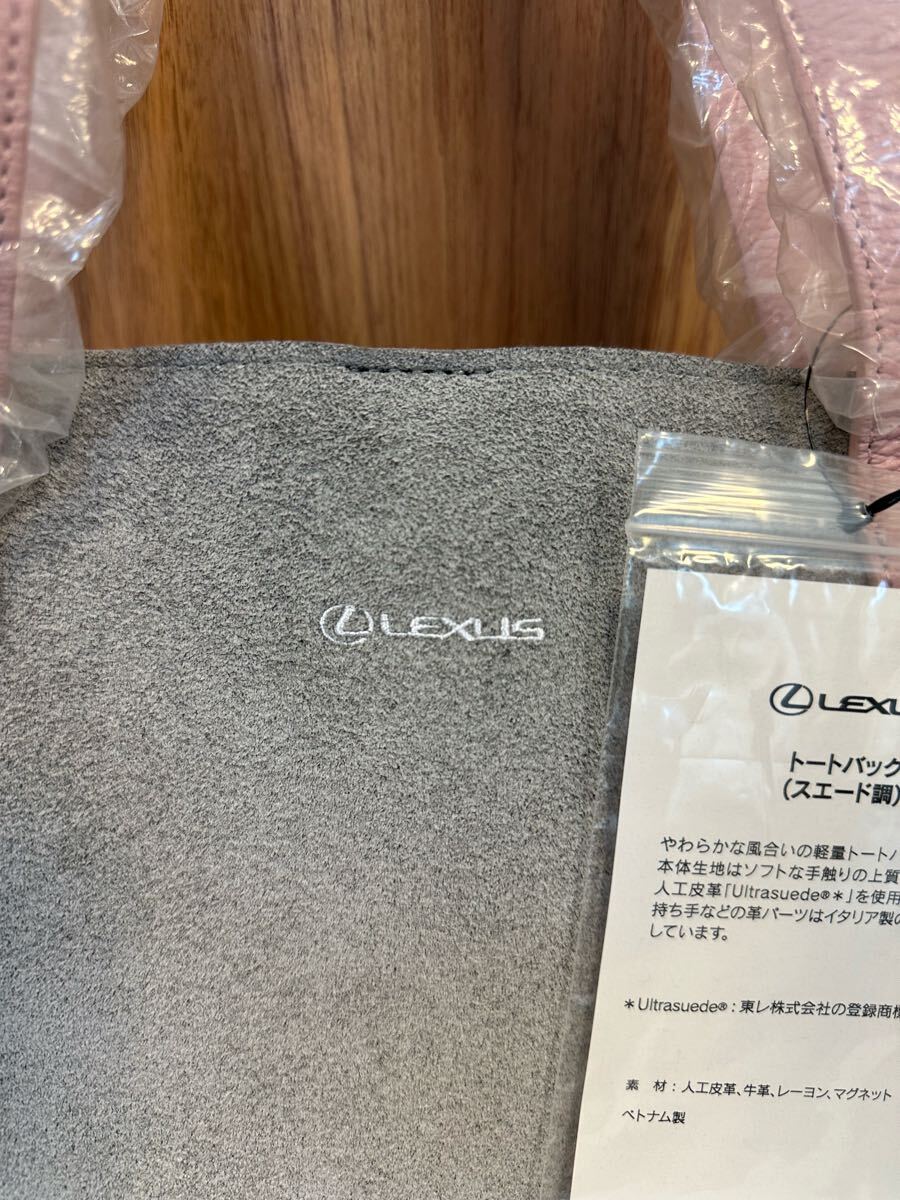 LEXUS
LEXU
トートバック
(スエード調)
やわらかな風合いの軽量トート
本体生地はソフトな手触りの上質
人工皮革「Ultrasuede®＊」を使用
持ち手などの革パーツはイタリア製の
しています。
＊Ultrasuede®：東レ株式会社の登録商標
素　材：人工皮革、牛革、レーヨン、マグネット
ベトナム製